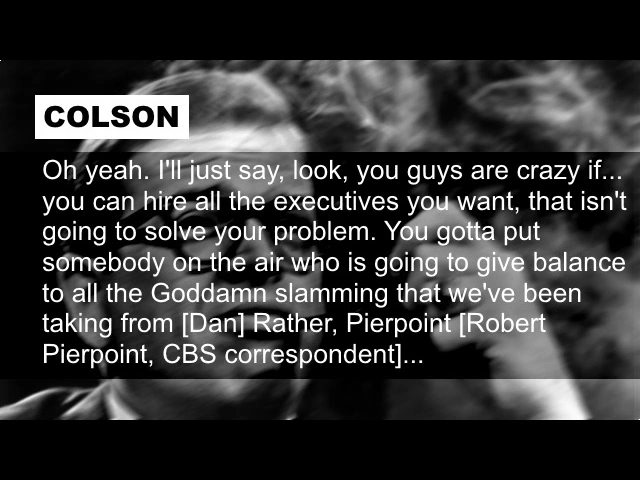 COLSON
Oh yeah. I'll just say, look, you guys are crazy if...
you can hire all the executives you want, that isn't
going to solve your problem. You gotta put
somebody on the air who is going to give balance
to all the Goddamn slamming that we've been
taking from [Dan] Rather, Pierpoint [Robert
Pierpoint, CBS correspondent]...